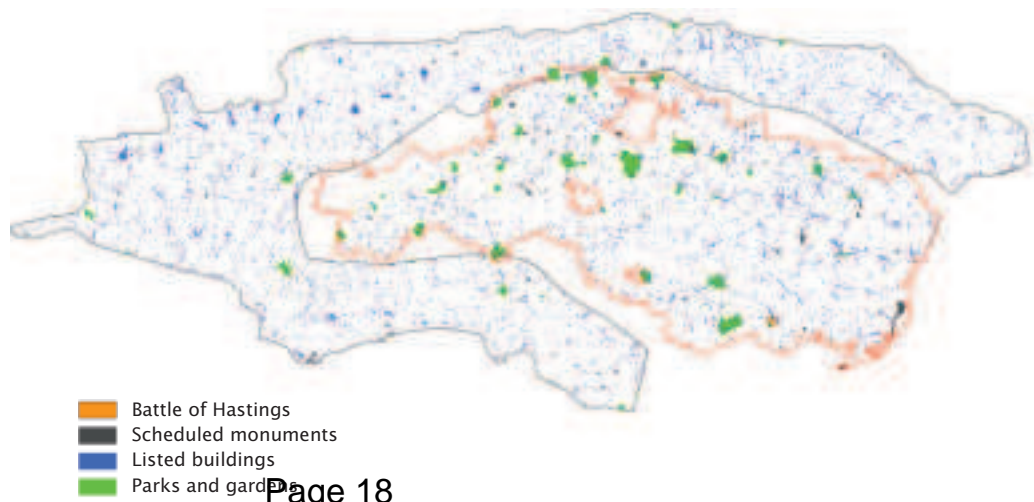 Battle of Hastings
Scheduled monuments
Listed buildings
Parks and gardens
Page 18